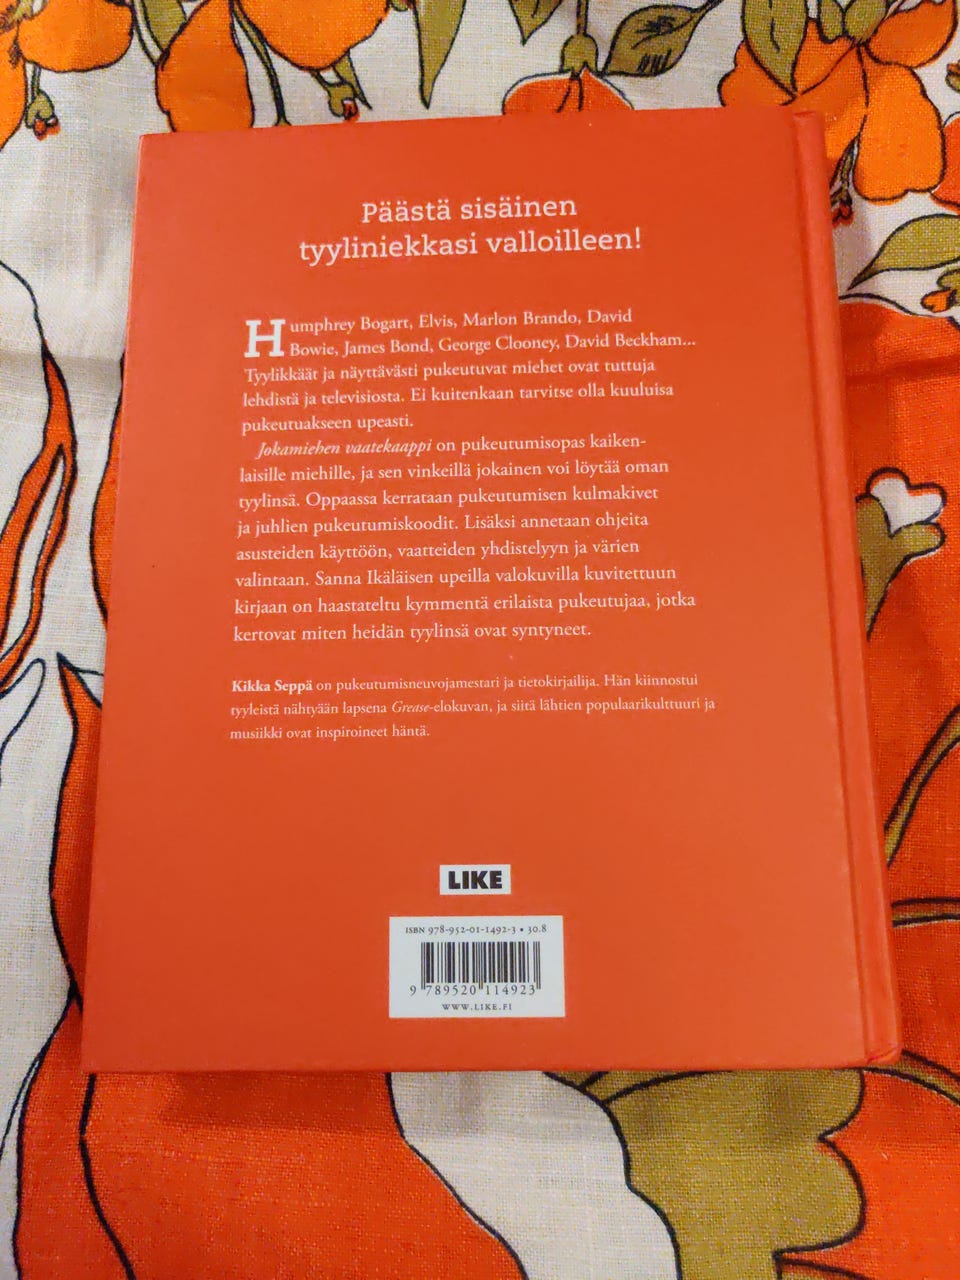 Päästä sisäinen
tyyliniekkasi valloilleen!
Humphrey Bogart, Elvis, Marlon Brando, David
Bowie, James Bond, George Clooney, David Beckham...
Tyylikkäät ja näyttävästi pukeutuvat miehet ovat tuttuja
lehdistä ja televisiosta. Ei kuitenkaan tarvitse olla kuuluisa
pukeutuakseen upeasti.
Jokamiehen vaatekaappi on pukeutumisopas kaiken-
laisille miehille, ja sen vinkeillä jokainen voi löytää oman
tyylinsä. Oppaassa kerrataan pukeutumisen kulmakivet
ja juhlien pukeutumiskoodit. Lisäksi annetaan ohjeita
asusteiden käyttöön, vaatteiden yhdistelyyn ja värien
valintaan. Sanna Ikäläisen upeilla valokuvilla kuvitettuun
kirjaan on haastateltu kymmentä erilaista pukeutujaa, jotka
kertovat miten heidän tyylinsä ovat syntyneet.
Kikka Seppä on pukeutumisneuvojamestari ja tietokirjailija. Hän kiinnostui
tyyleistä nähtyään lapsena Grease-elokuvan, ja siitä lähtien populaarikulttuuri ja
musiikki ovat inspiroineet häntä.
LIKE
ISBN 978-952-01-1492-3 • 30.8
9 789520 114923
WWW.LIKE.FI